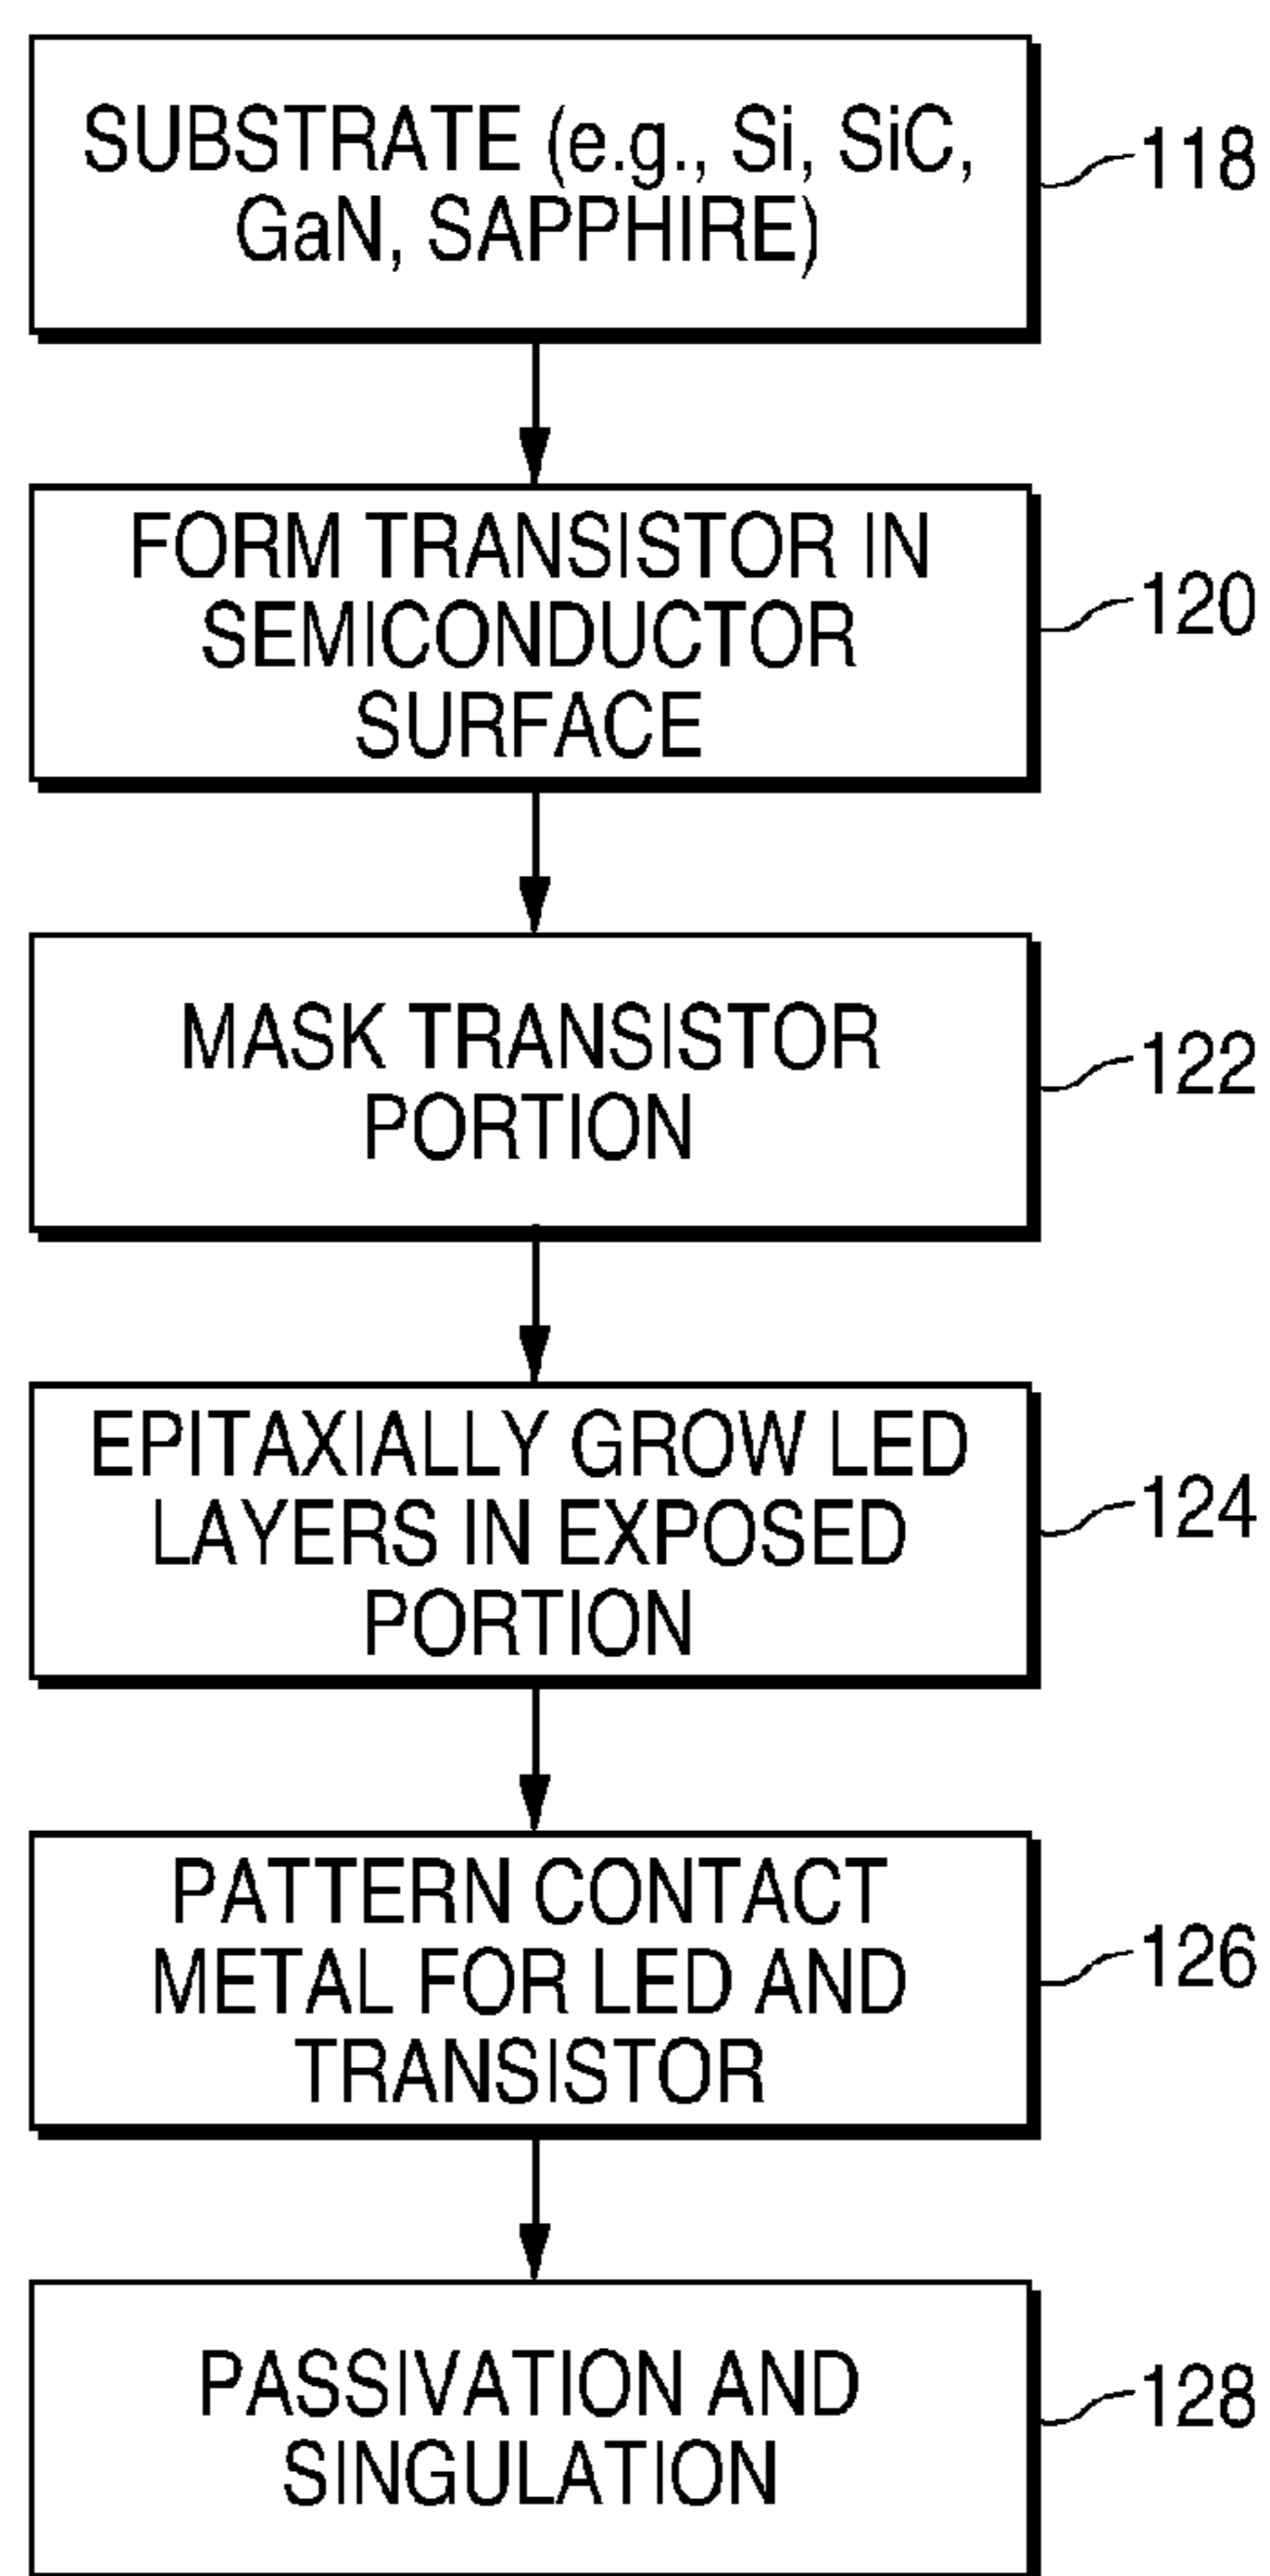 SUBSTRATE (e.g., Si, SiC,
GaN, SAPPHIRE)
118
FORM TRANSISTOR IN
SEMICONDUCTOR
SURFACE
120
MASK TRANSISTOR
PORTION
122
EPITAXIALLY GROW LED
LAYERS IN EXPOSED
PORTION
124
PATTERN CONTACT
METAL FOR LED AND
TRANSISTOR
126
PASSIVATION AND
SINGULATION
128